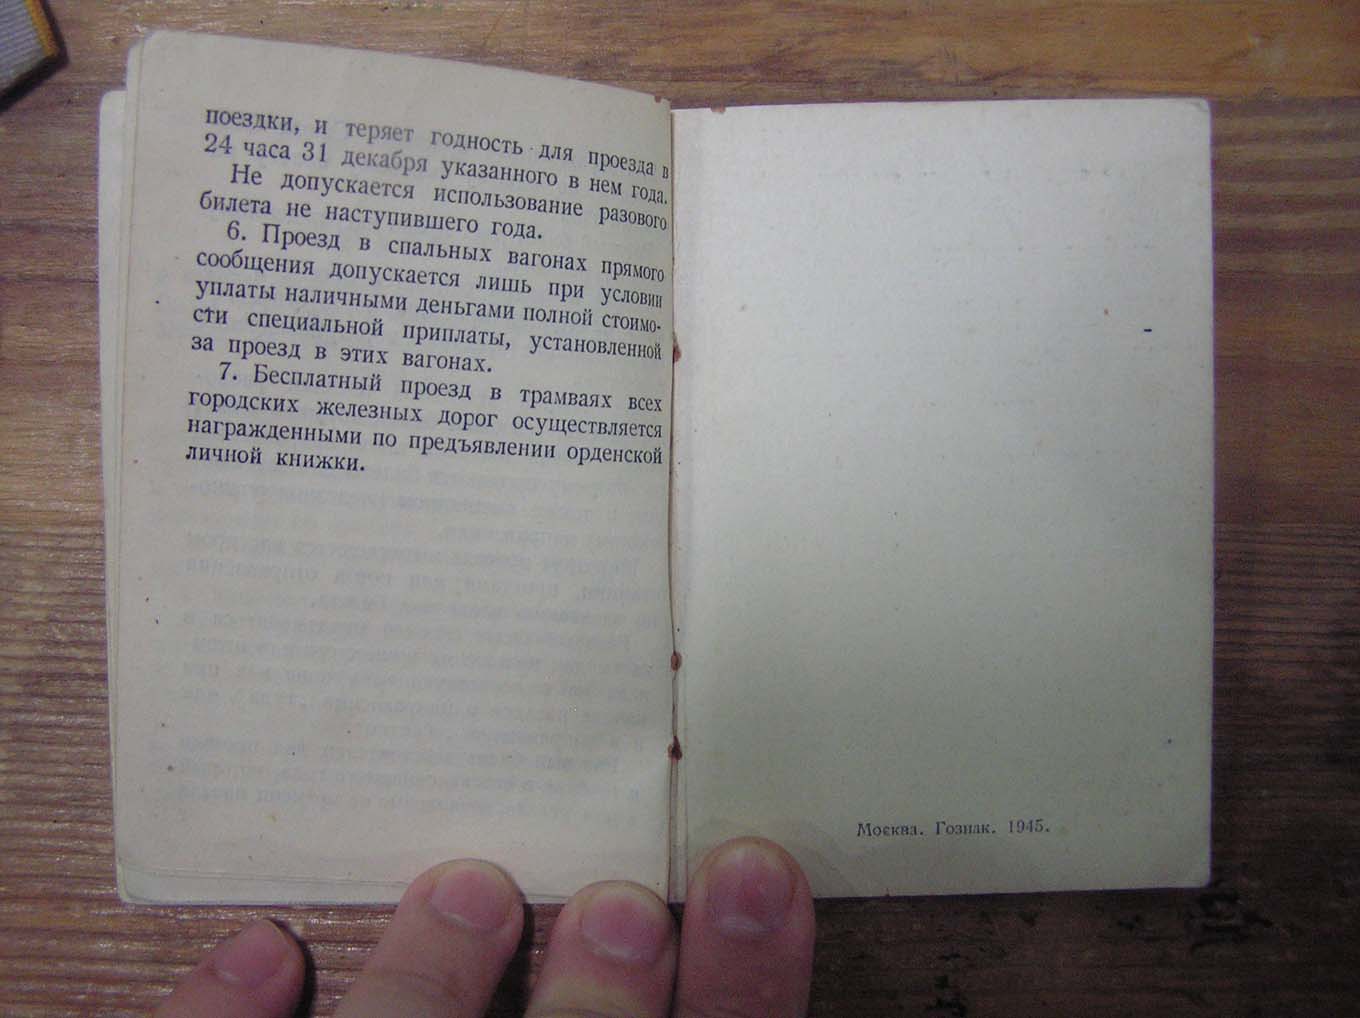 поездки, и теряет годность для проезда в
24 часа 31 декабря указанного в нем года.
Не допускается использование разового
билета не наступившего года.
6. Проезд в спальных вагонах прямого
сообщения допускается лишь при условии
уплаты наличными деньгами полной стоимо-
сти специальной приплаты, установленной
за проезд в этих вагонах.
7. Бесплатный проезд в трамваях всех
городских железных дорог осуществляется
награжденными по предъявлении орденской
личной книжки.
Москва. Гознак. 1945.